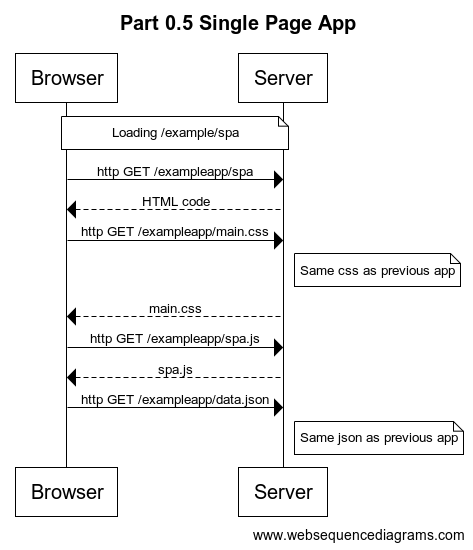 Part 0.5 Single Page App
Browser
Server
Loading /example/spa
http GET /exampleapp/spa
HTML code
http GET /exampleapp/main.css
Same css as previous app
main.css
http GET /exampleapp/spa.js
spa.js
http GET /exampleapp/data.json
Same json as previous app
Browser
Server
www.websequencediagrams.com